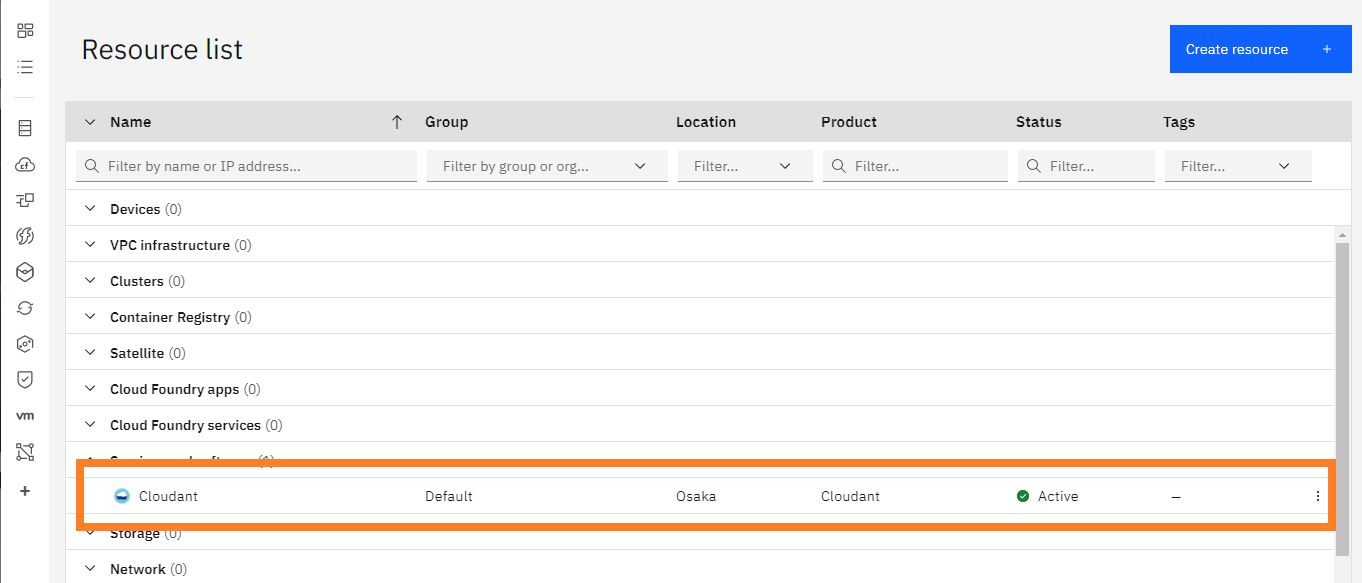 Resource list
Create resource +
Name Group Location Product Status Tags
Filter by name or IP address... Filter by group or org... Filter... Filter... Filter... Filter...
Devices (0)
VPC infrastructure (0)
Clusters (0)
Container Registry (0)
Satellite (0)
Cloud Foundry apps (0)
Cloud Foundry services (0)
(1)
Cloudant Default Osaka Cloudant Active —
Storage (0)
Network (0)
cf
vm